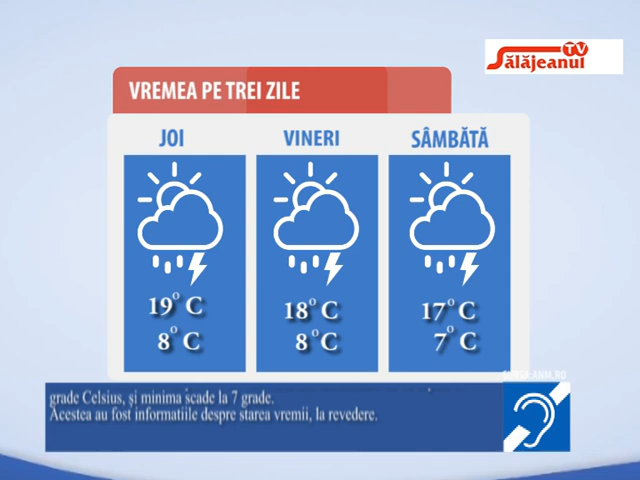 Sălăjeanul TV
VREMEA PE TREI ZILE
JOI VINERI SÂMBĂTĂ
19° C 18° C 17° C
8° C 8° C 7° C
grade Celsius, și minima scade la 7 grade.
Acestea au fost informatiile despre starea vremii, la revedere.